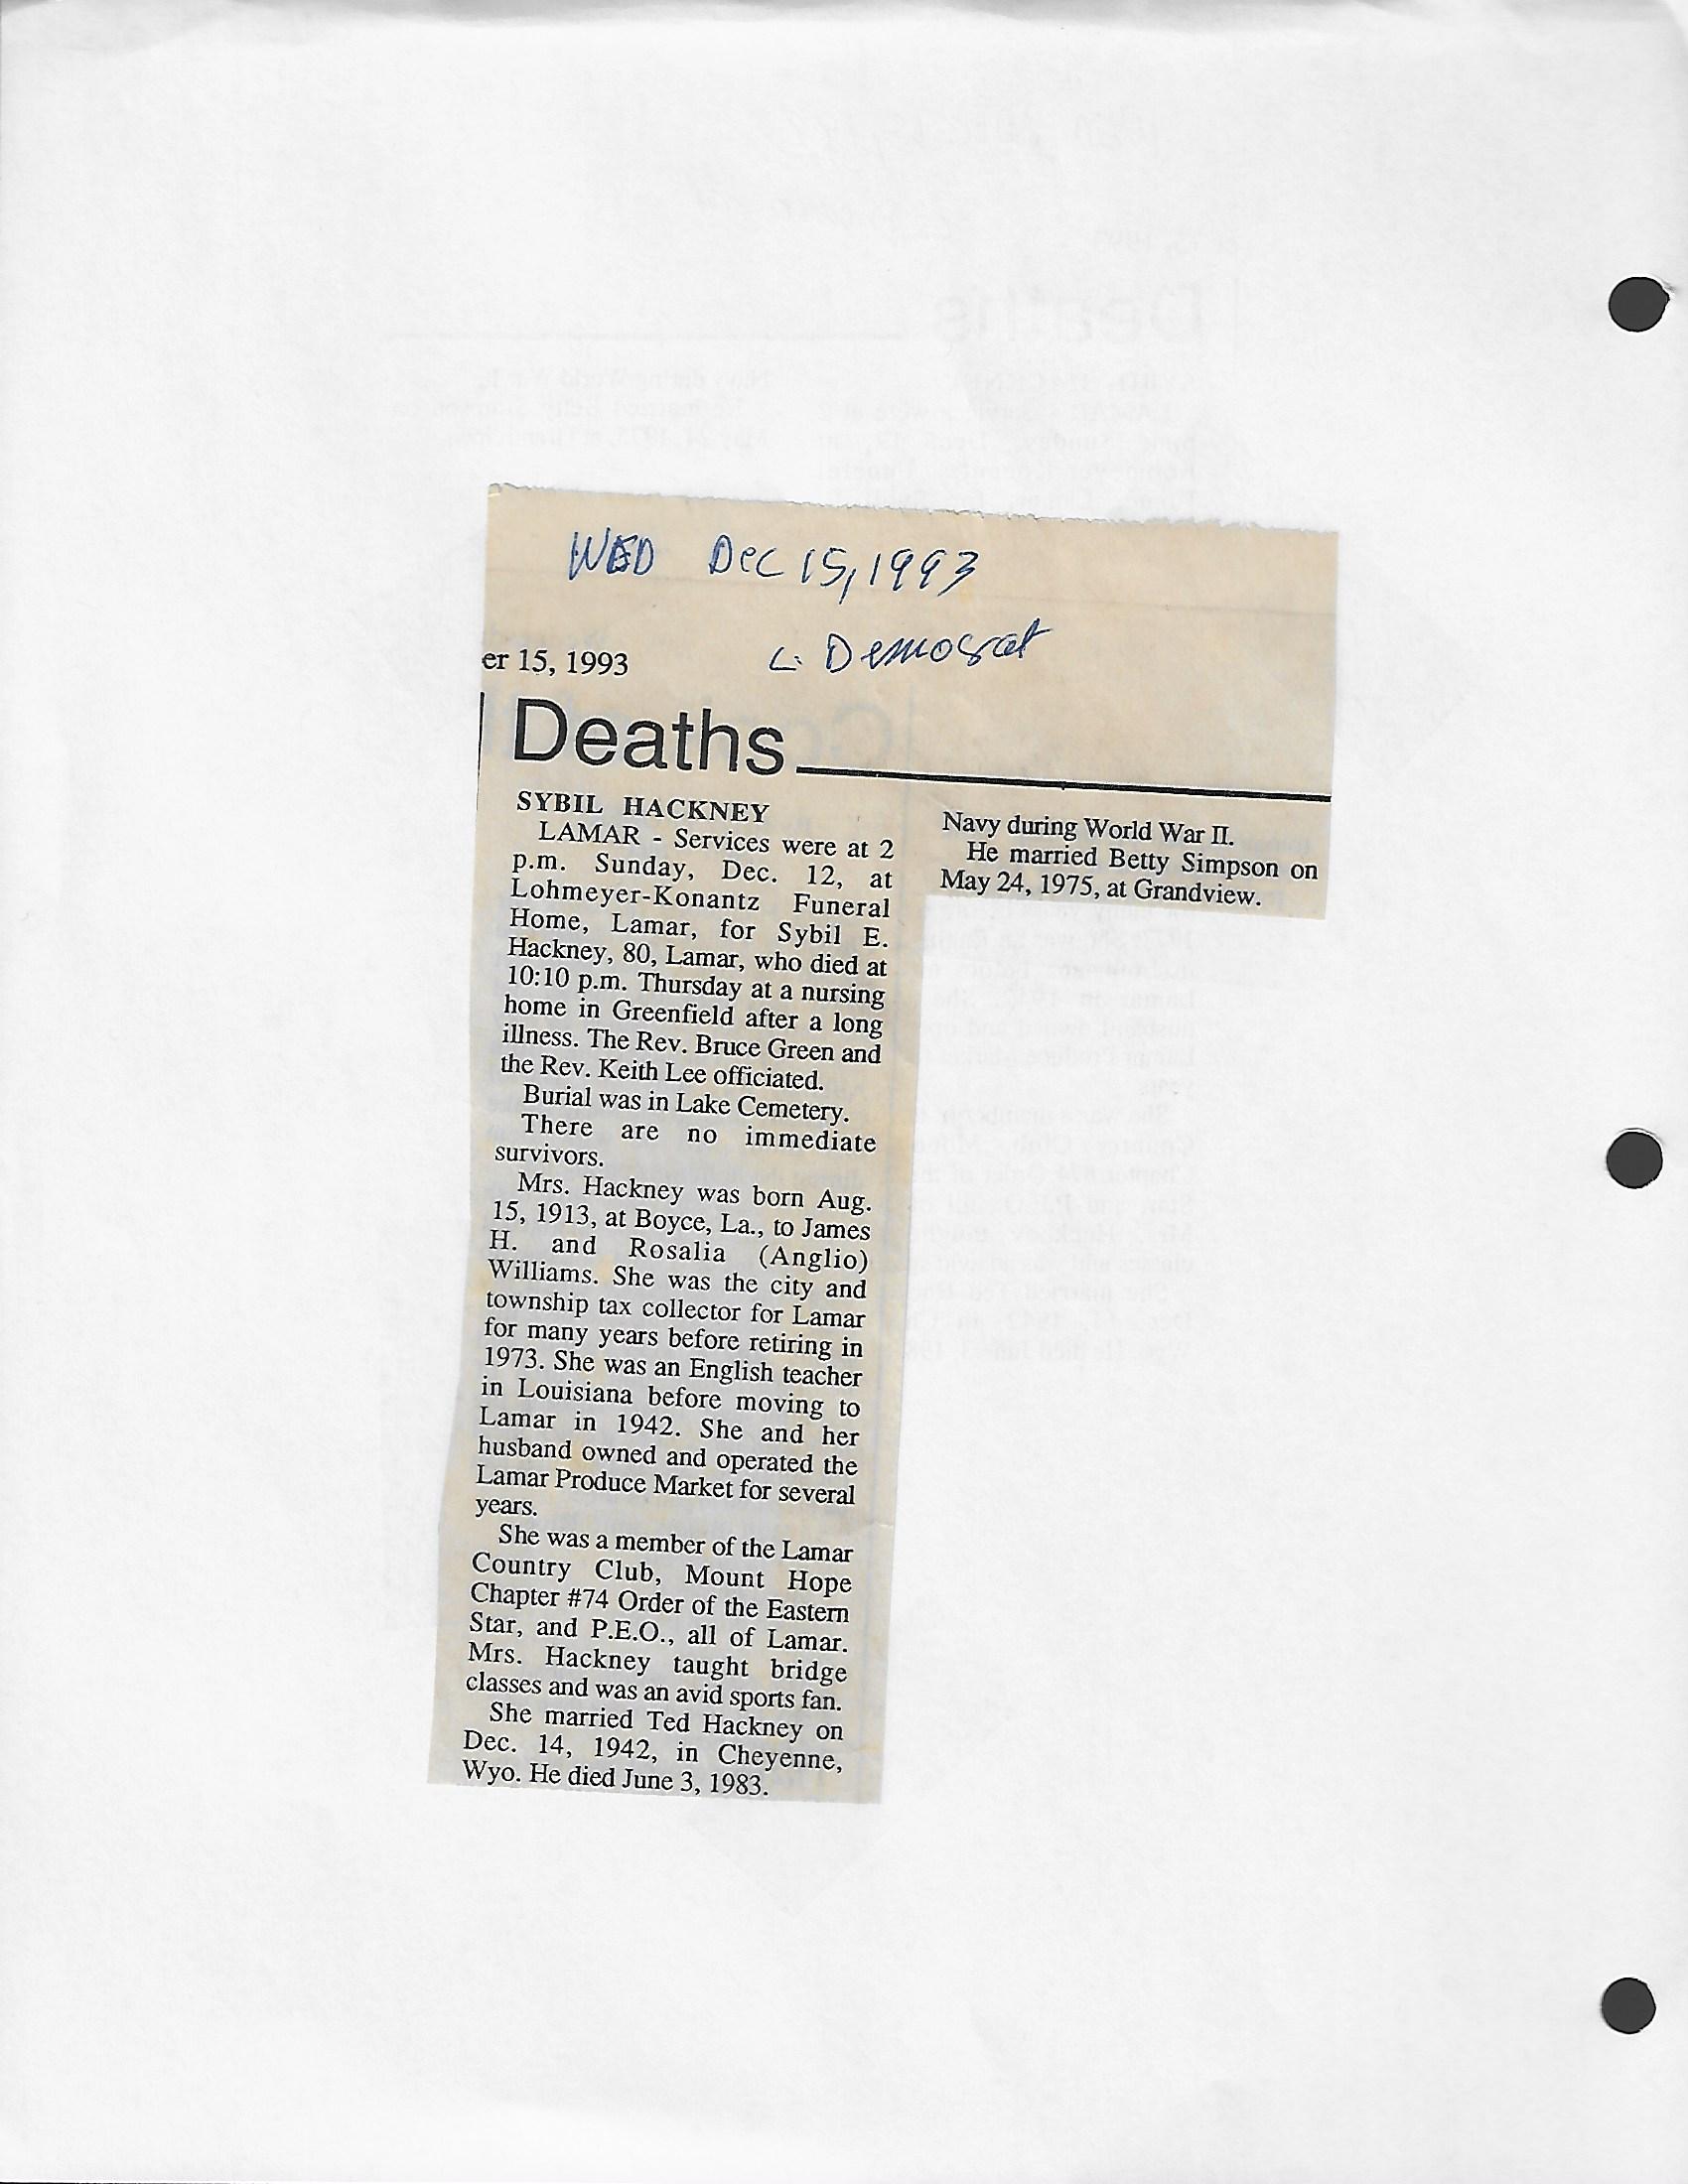 WED Dec 15, 1993
L. Democrat
er 15, 1993
Deaths
SYBIL HACKNEY
LAMAR - Services were at 2
p.m. Sunday, Dec. 12, at
Lohmeyer-Konantz Funeral
Home, Lamar, for Sybil E.
Hackney, 80, Lamar, who died at
10:10 p.m. Thursday at a nursing
home in Greenfield after a long
illness. The Rev. Bruce Green and
the Rev. Keith Lee officiated.
Burial was in Lake Cemetery.
There are no immediate
survivors.
Mrs. Hackney was born Aug.
15, 1913, at Boyce, La., to James
H. and Rosalia (Anglio)
Williams. She was the city and
township tax collector for Lamar
for many years before retiring in
1973. She was an English teacher
in Louisiana before moving to
Lamar in 1942. She and her
husband owned and operated the
Lamar Produce Market for several
years.
She was a member of the Lamar
Country Club, Mount Hope
Chapter #74 Order of the Eastern
Star, and P.E.O., all of Lamar.
Mrs. Hackney taught bridge
classes and was an avid sports fan.
She married Ted Hackney on
Dec. 14, 1942, in Cheyenne,
Wyo. He died June 3, 1983.
Navy during World War II.
He married Betty Simpson on
May 24, 1975, at Grandview.